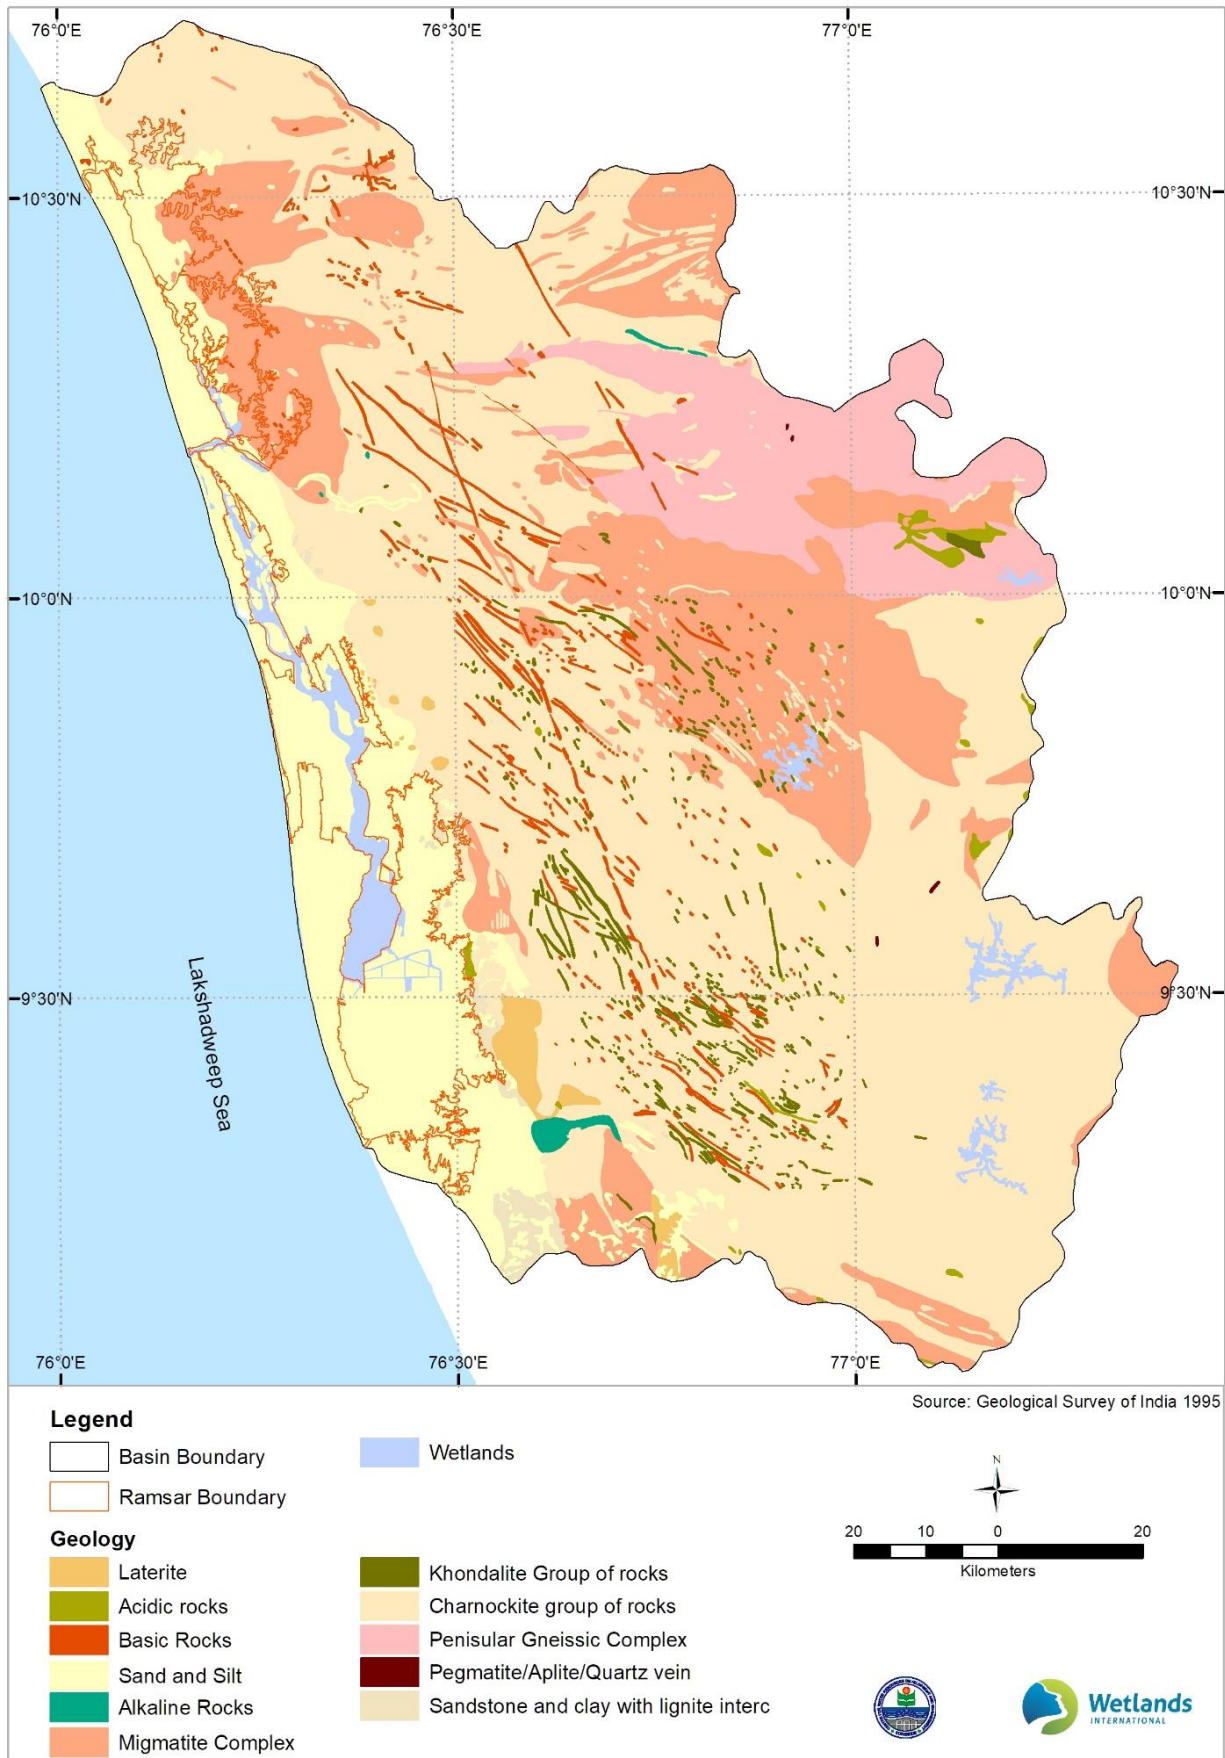 76°0'E
76°30'E
77°0'E
10°30'N
10°30'N
10°0'N
10°0'N
9°30'N
9°30'N
Lakshadweep Sea
76°0'E
76°30'E
77°0'E
Source: Geological Survey of India 1995
Legend
Basin Boundary
Wetlands
Ramsar Boundary
Geology
Laterite
Acidic rocks
Basic Rocks
Sand and Silt
Alkaline Rocks
Migmatite Complex
Khondalite Group of rocks
Charnockite group of rocks
Penisular Gneissic Complex
Pegmatite/Aplite/Quartz vein
Sandstone and clay with lignite interc
N
20 10 0 20
Kilometers
Wetlands
INTERNATIONAL